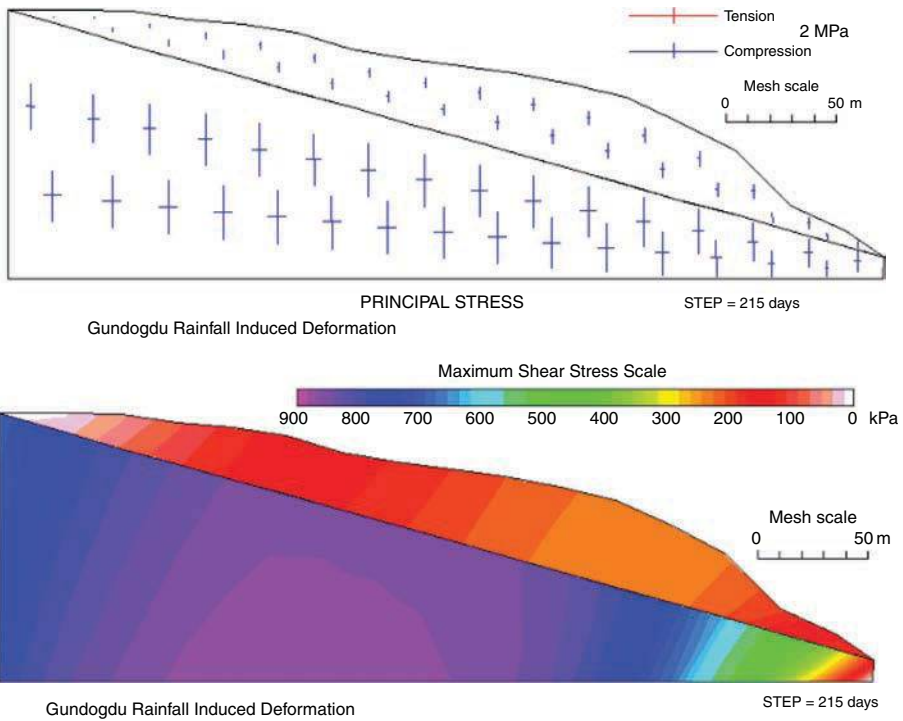 Tension
2 MPa
Compression
Mesh scale
0 50 m
PRINCIPAL STRESS STEP = 215 days
Gundogdu Rainfall Induced Deformation
Maximum Shear Stress Scale
900 800 700 600 500 400 300 200 100 0 kPa
Mesh scale
0 50 m
STEP = 215 days
Gundogdu Rainfall Induced Deformation